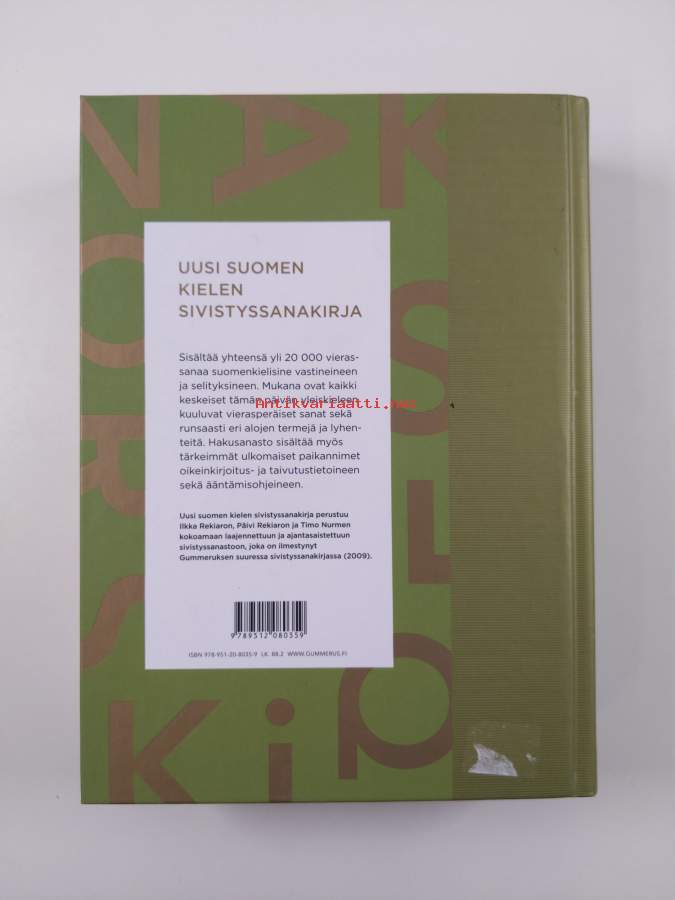 UUSI SUOMEN
KIELEN
SIVISTYSSANAKIRJA
Sisältää yhteensä yli 20 000 vieras-
sanaa suomenkielisine vastineineen
ja selityksineen. Mukana ovat kaikki
keskeiset tämän päivän yleiskieleen
Antikvariaatti.net
kuuluvat vierasperäiset sanat sekä
runsaasti eri alojen termejä ja lyhen-
teitä. Hakusanasto sisältää myös
tärkeimmät ulkomaiset paikannimet
oikeinkirjoitus- ja taivutustietoineen
sekä ääntämisohjeineen.
Uusi suomen kielen sivistyssanakirja perustuu
Ilkka Rekiaron, Päivi Rekiaron ja Timo Nurmen
kokoamaan laajennettuun ja ajantasaistettuun
sivistyssanastoon, joka on ilmestynyt
Gummeruksen suuressa sivistyssanakirjassa (2009).
9 789512 080359
ISBN 978-951-20-8035-9 LK 88.2 WWW.GUMMERUS.FI
N A K
O
S
R
L
S
K i